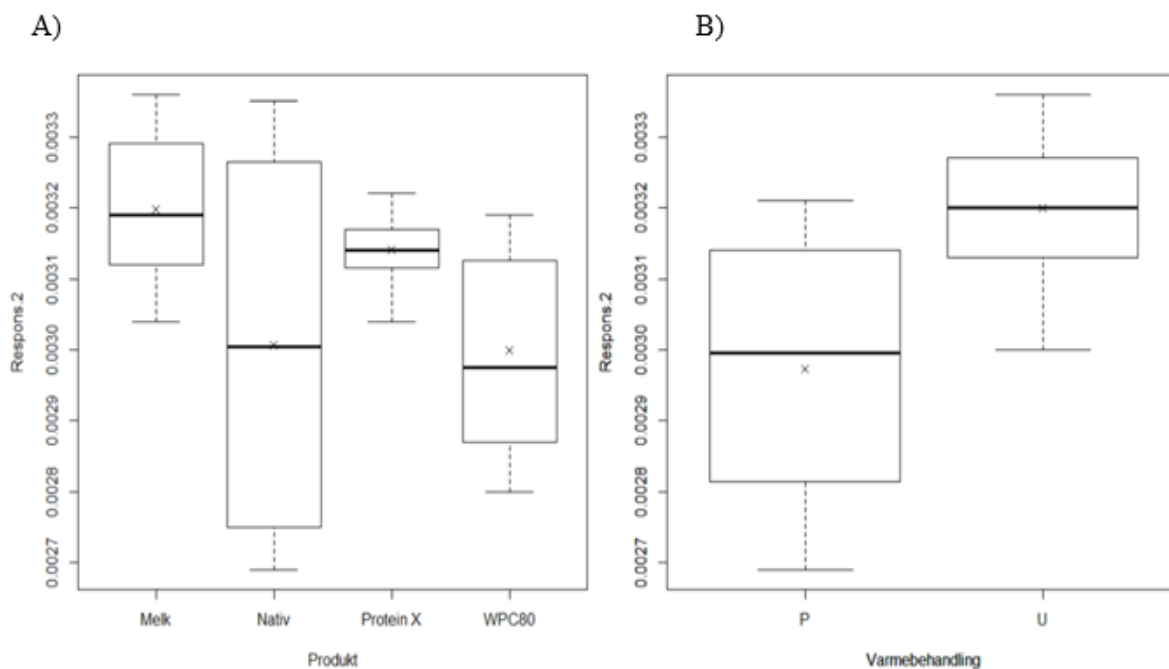 A)
B)
Respons.2
0.0033
0.0032
0.0031
0.0030
0.0029
0.0028
0.0027
Melk Nativ Protein X WPC80
Produkt
Respons.2
0.0033
0.0032
0.0031
0.0030
0.0029
0.0028
0.0027
P U
Varmebehandling